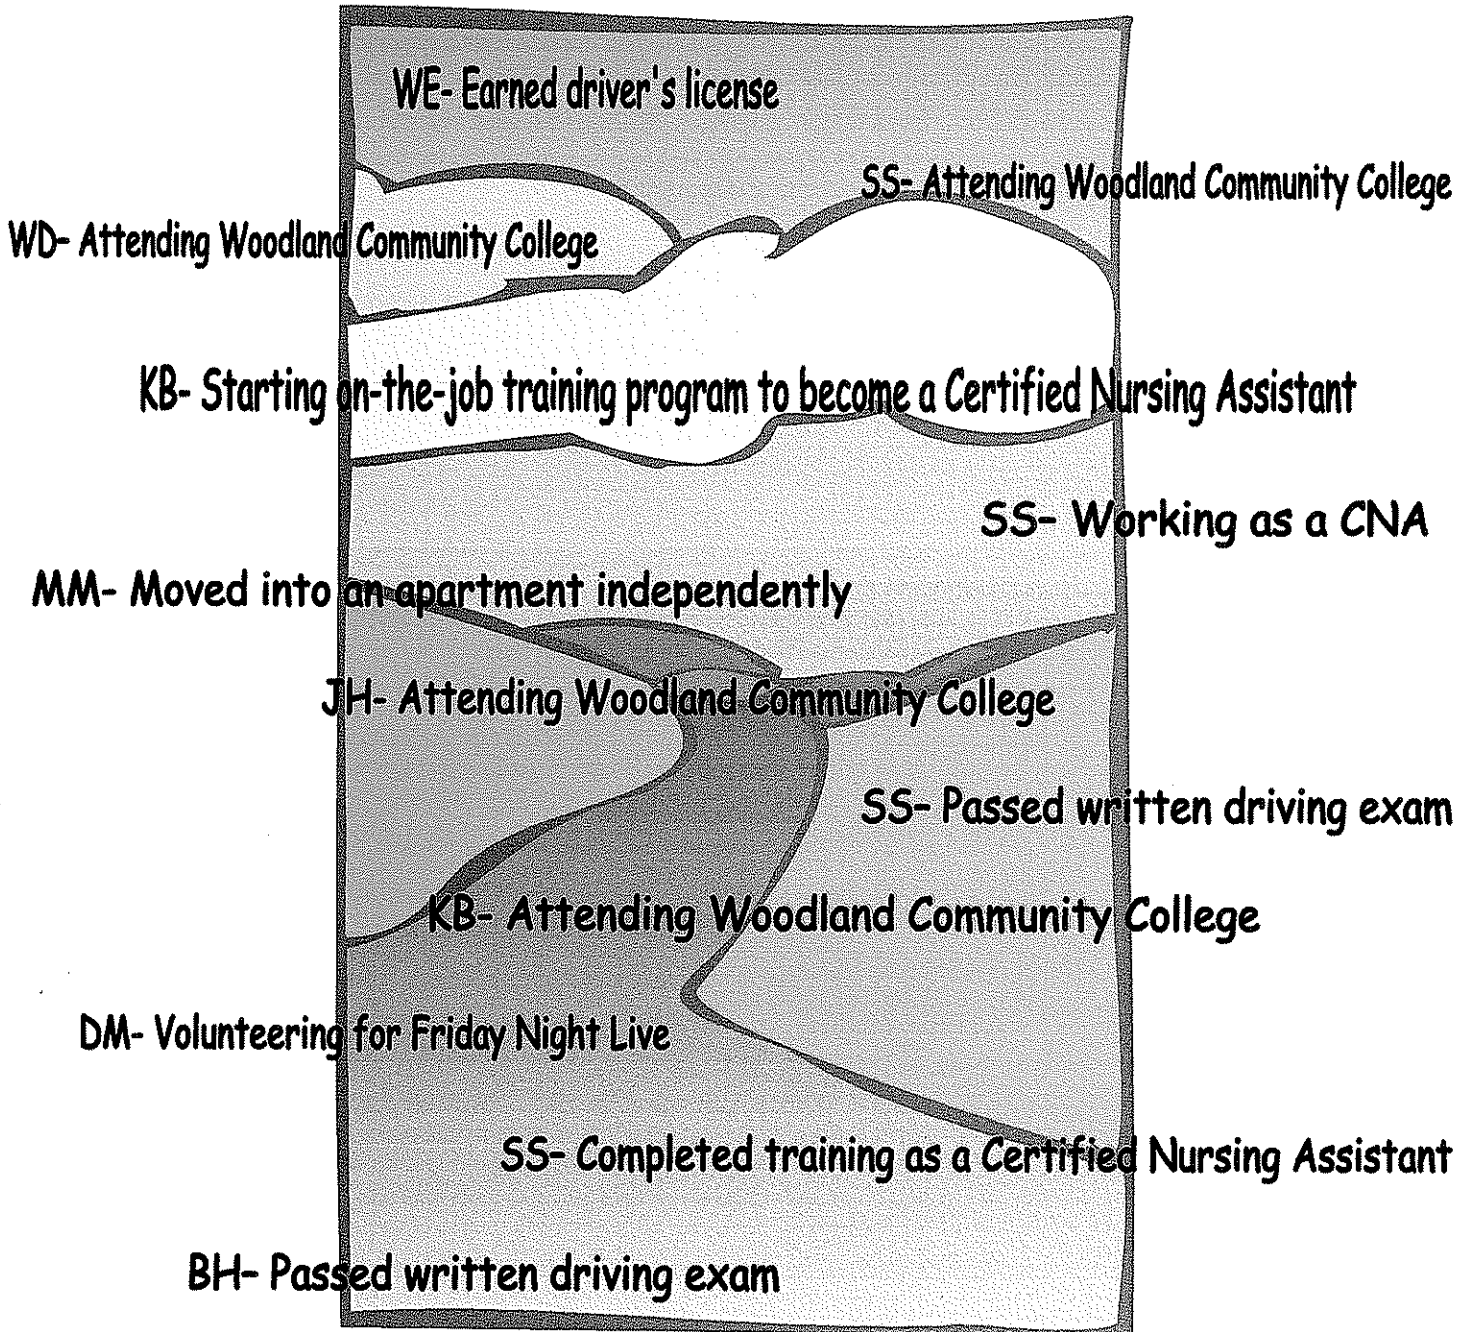 WE- Earned driver's license
SS- Attending Woodland Community College
WD- Attending Woodland Community College
KB- Starting on-the-job training program to become a Certified Nursing Assistant
SS- Working as a CNA
MM- Moved into an apartment independently
JH- Attending Woodland Community College
SS- Passed written driving exam
KB- Attending Woodland Community College
DM- Volunteering for Friday Night Live
SS- Completed training as a Certified Nursing Assistant
BH- Passed written driving exam